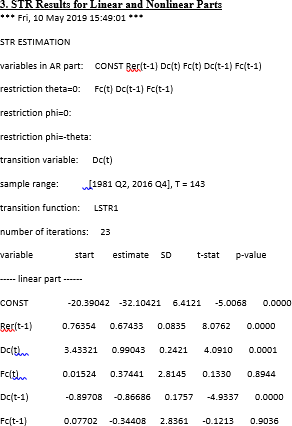 3. STR Results for Linear and Nonlinear Parts
*** Fri, 10 May 2019 15:49:01 ***
STR ESTIMATION
variables in AR part: CONST Rer(t-1) Dc(t) Fc(t) Dc(t-1) Fc(t-1)
restriction theta=0: Fc(t) Dc(t-1) Fc(t-1)
restriction phi=0:
restriction phi=-theta:
transition variable: Dc(t)
sample range: [1981 Q2, 2016 Q4], T = 143
transition function: LSTR1
number of iterations: 23
variable start estimate SD t-stat p-value
----- linear part ------
CONST -20.39042 -32.10421 6.4121 -5.0068 0.0000
Rer(t-1) 0.76354 0.67433 0.0835 8.0762 0.0000
Dc(t) 3.43321 0.99043 0.2421 4.0910 0.0001
Fc(t) 0.01524 0.37441 2.8145 0.1330 0.8944
Dc(t-1) -0.89708 -0.86686 0.1757 -4.9337 0.0000
Fc(t-1) 0.07702 -0.34408 2.8361 -0.1213 0.9036